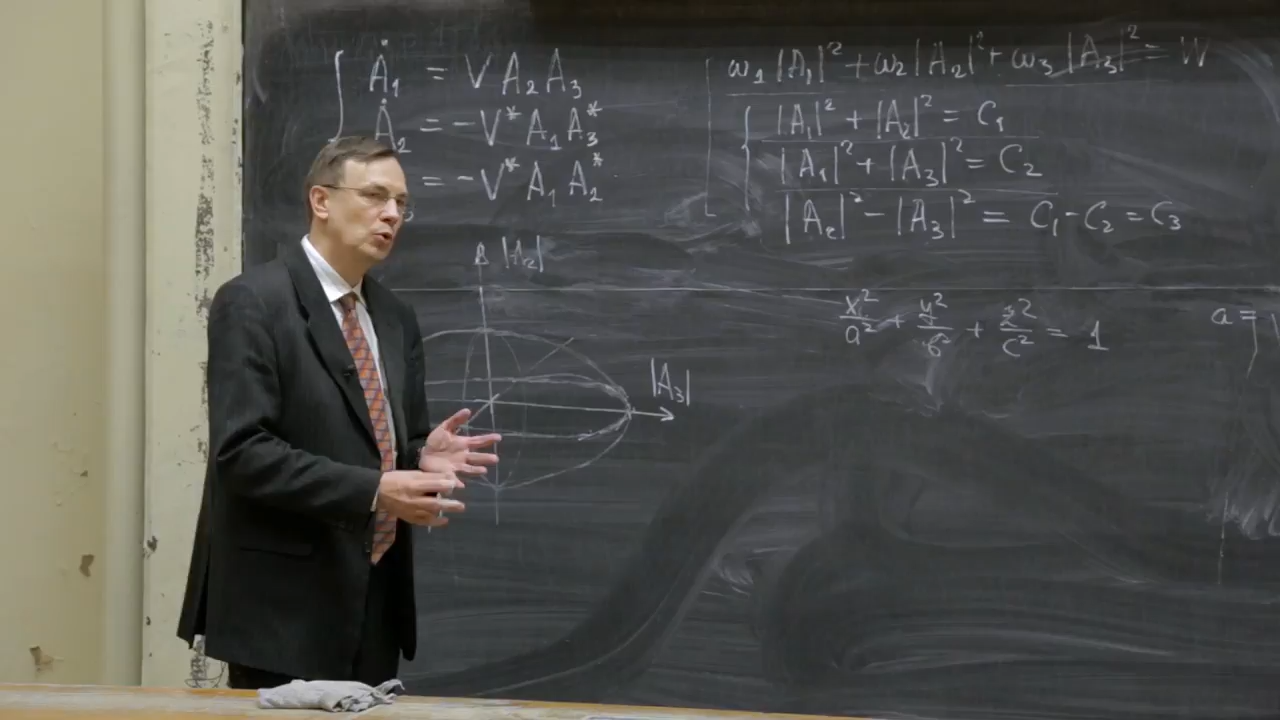 Ȧ₁ = V A₂ A₃
Ȧ₂ = -V* A₁ A₃*
= -V* A₁ A₂*
ω₁ |A₁|² + ω₂ |A₂|² + ω₃ |A₃|² = W
|A₁|² + |A₂|² = C₁
|A₁|² + |A₃|² = C₂
|A₂|² - |A₃|² = C₁ - C₂ = C₃
|A₂|
x²/a² + y²/b² + z²/c² = 1
a =
|A₃|